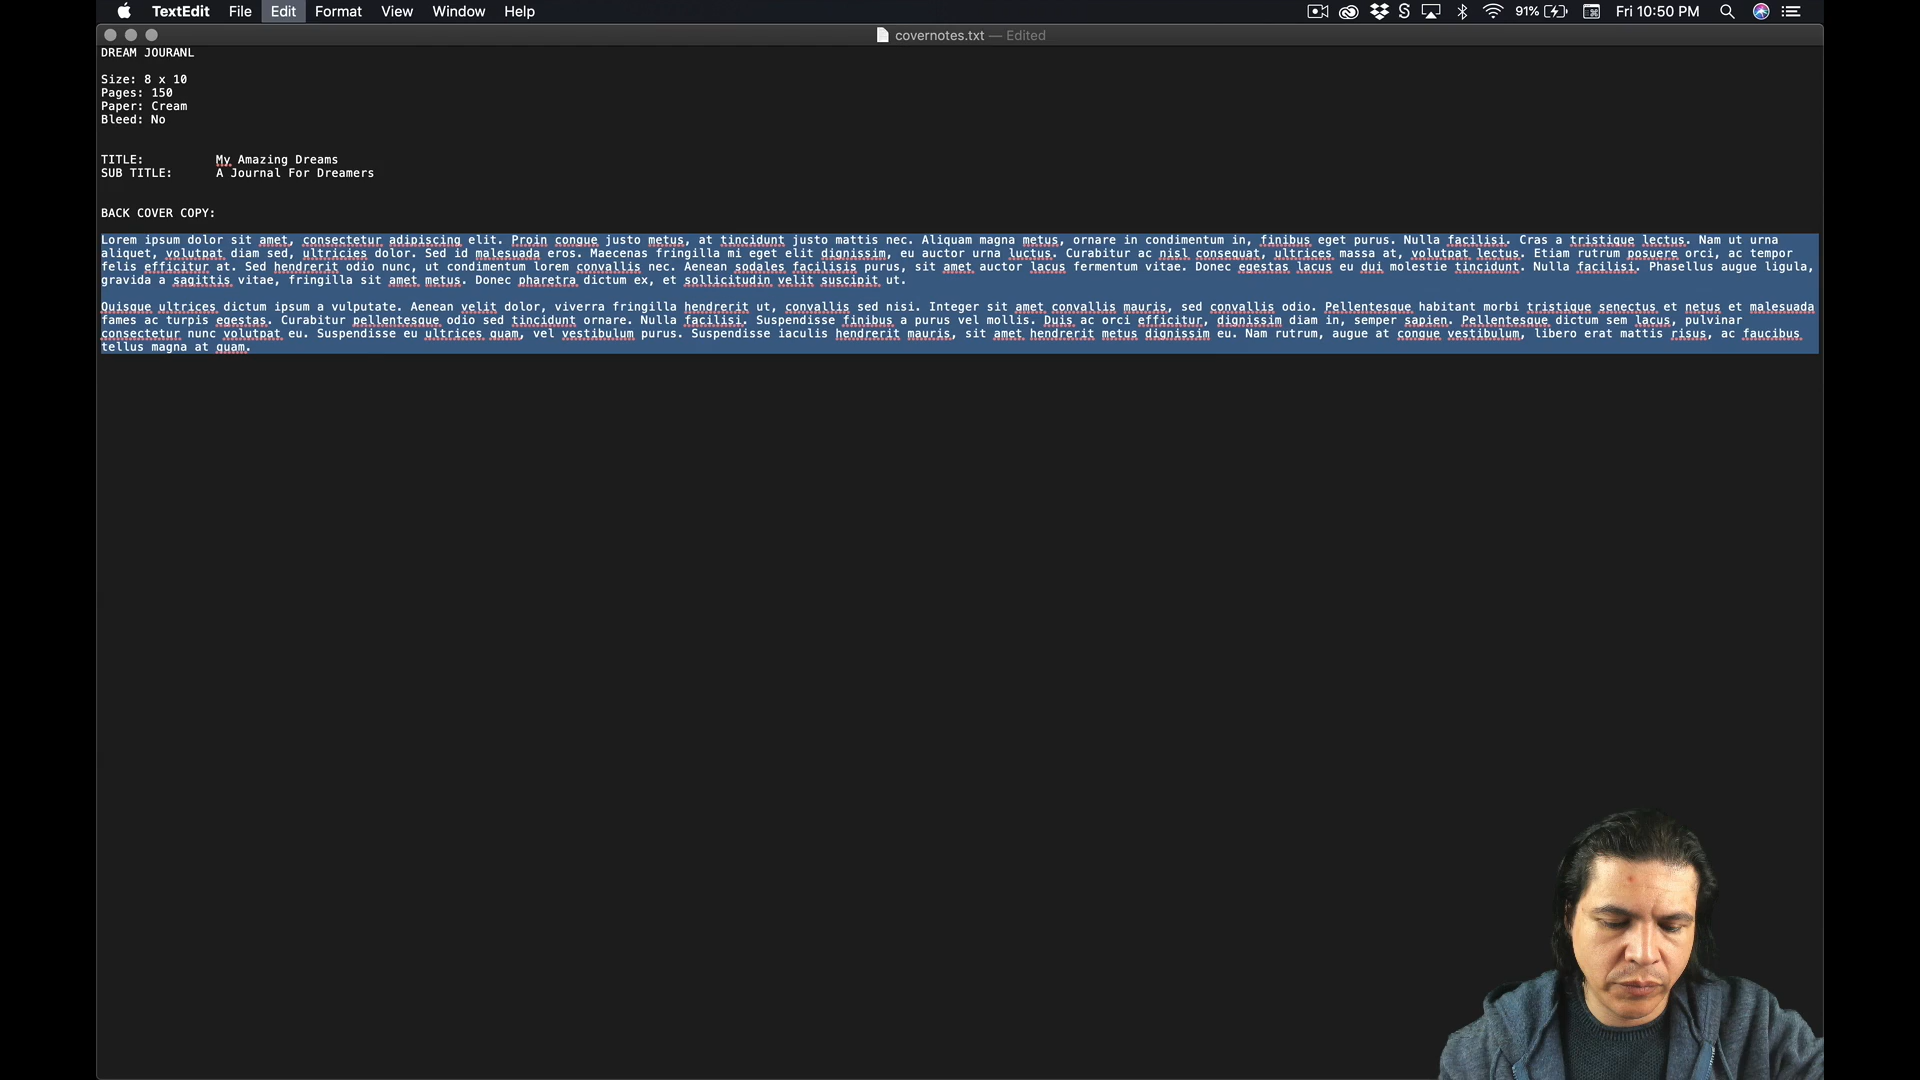 TextEdit File Edit Format View Window Help 91% Fri 10:50 PM
covernotes.txt — Edited
DREAM JOURANL
Size: 8 x 10
Pages: 150
Paper: Cream
Bleed: No
TITLE: My Amazing Dreams
SUB TITLE: A Journal For Dreamers
BACK COVER COPY:
Lorem ipsum dolor sit amet, consectetur adipiscing elit. Proin congue justo metus, at tincidunt justo mattis nec. Aliquam magna metus, ornare in condimentum in, finibus eget purus. Nulla facilisi. Cras a tristique lectus. Nam ut urna
aliquet, volutpat diam sed, ultricies dolor. Sed id malesuada eros. Maecenas fringilla mi eget elit dignissim, eu auctor urna luctus. Curabitur ac nisl consequat, ultrices massa at, volutpat lectus. Etiam rutrum posuere orci, ac tempor
felis efficitur at. Sed hendrerit odio nunc, ut condimentum lorem convallis nec. Aenean sodales facilisis purus, sit amet auctor lacus fermentum vitae. Donec egestas lacus eu dui molestie tincidunt. Nulla facilisi. Phasellus augue ligula,
gravida a sagittis vitae, fringilla sit amet metus. Donec pharetra dictum ex, et sollicitudin velit suscipit ut.
Quisque ultrices dictum ipsum a vulputate. Aenean velit dolor, viverra fringilla hendrerit ut, convallis sed nisi. Integer sit amet convallis mauris, sed convallis odio. Pellentesque habitant morbi tristique senectus et netus et malesuada
fames ac turpis egestas. Curabitur pellentesque odio sed tincidunt ornare. Nulla facilisi. Suspendisse finibus a purus vel mollis. Duis ac orci efficitur, dignissim diam in, semper sapien. Pellentesque dictum sem lacus, pulvinar
consectetur nunc volutpat eu. Suspendisse eu ultrices quam, vel vestibulum purus. Suspendisse iaculis hendrerit mauris, sit amet hendrerit metus dignissim eu. Nam rutrum, augue at congue vestibulum, libero erat mattis risus, ac faucibus
tellus magna at quam.